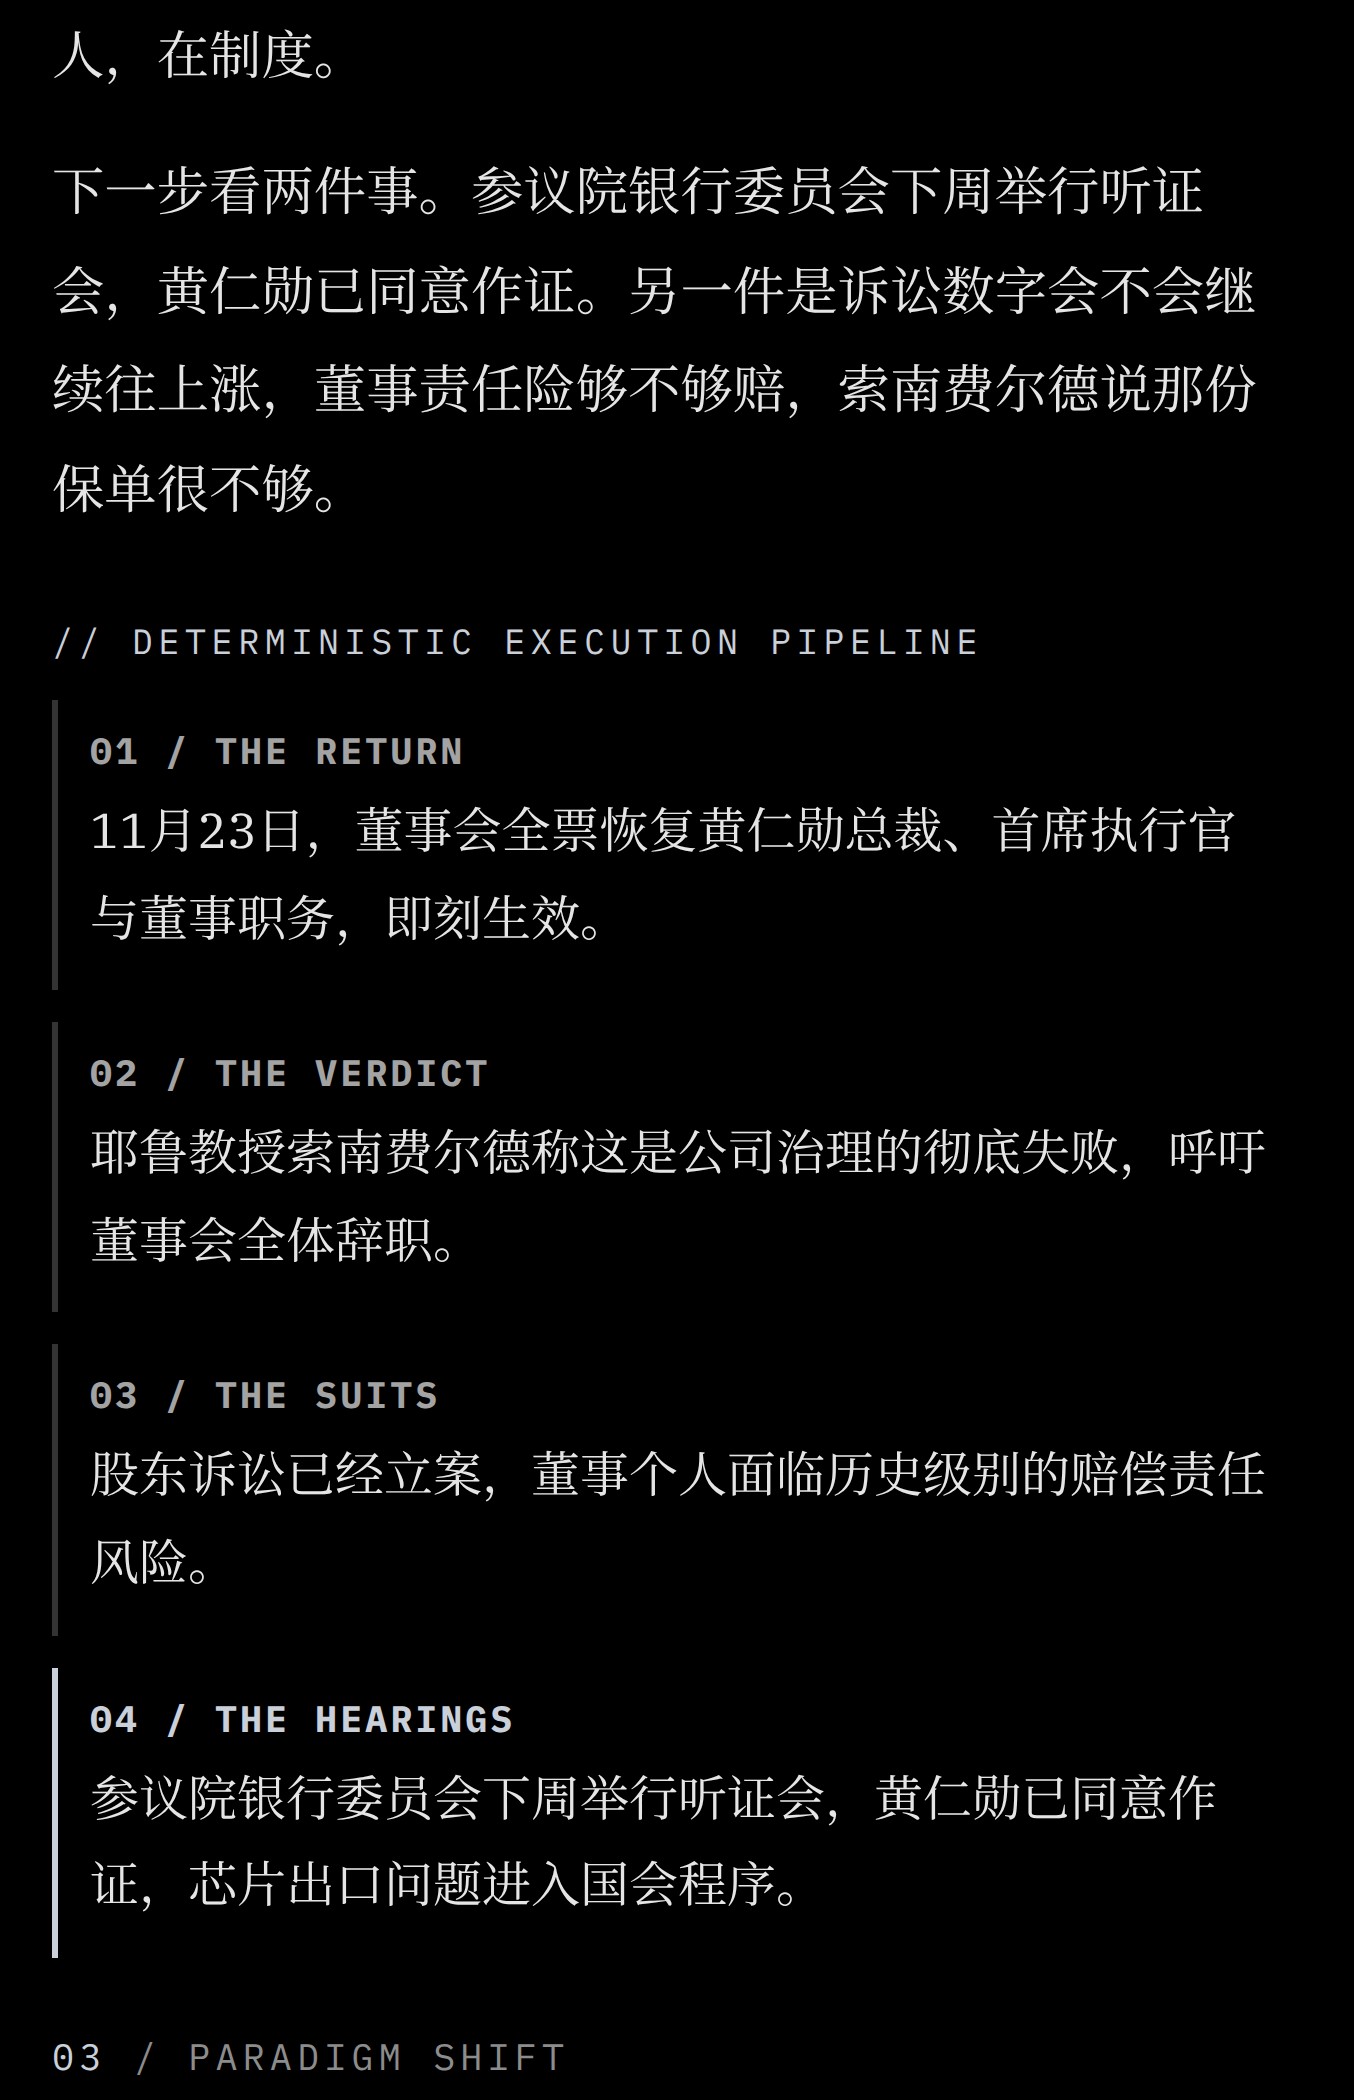 人，在制度。
下一步看两件事。参议院银行委员会下周举行听证
会，黄仁勋已同意作证。另一件是诉讼数字会不会继
续往上涨，董事责任险够不够赔，索南费尔德说那份
保单很不够。
// DETERMINISTIC EXECUTION PIPELINE
01 / THE RETURN
11月23日，董事会全票恢复黄仁勋总裁、首席执行官
与董事职务，即刻生效。
02 / THE VERDICT
耶鲁教授索南费尔德称这是公司治理的彻底失败，呼吁
董事会全体辞职。
03 / THE SUITS
股东诉讼已经立案，董事个人面临历史级别的赔偿责任
风险。
04 / THE HEARINGS
参议院银行委员会下周举行听证会，黄仁勋已同意作
证，芯片出口问题进入国会程序。
03 / PARADIGM SHIFT